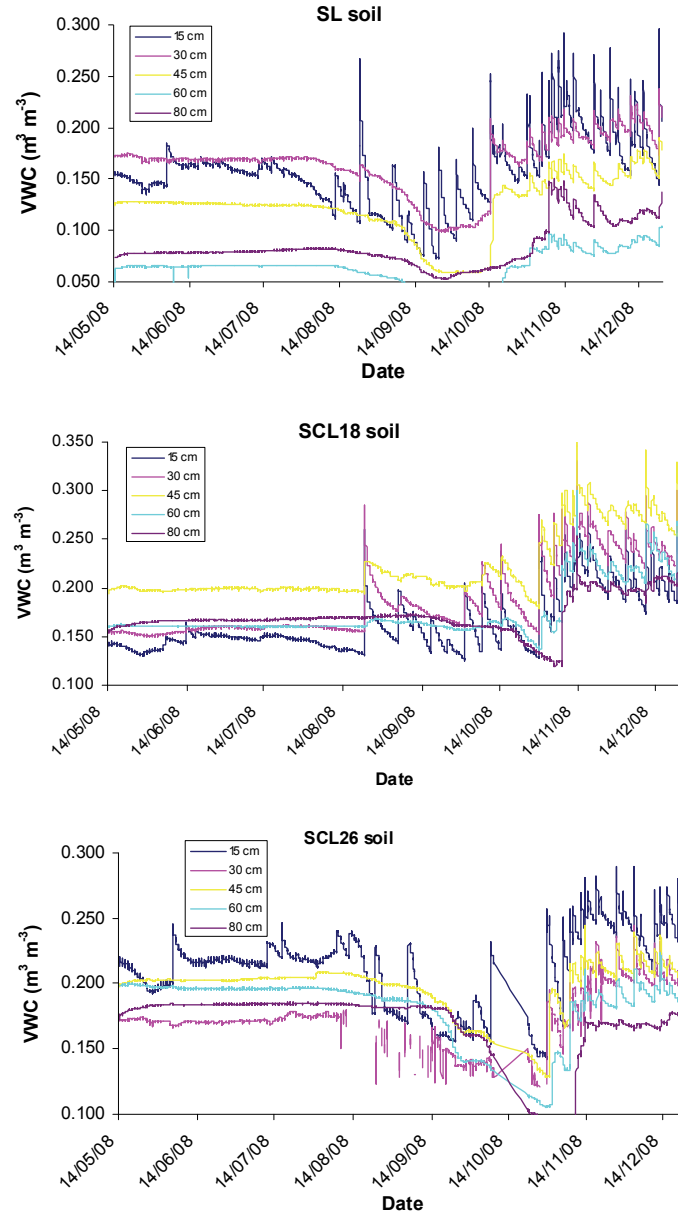 SL soil
0.300
0.250
0.200
0.150
0.100
0.050
VWC (m³ m⁻³)
15 cm
30 cm
45 cm
60 cm
80 cm
14/05/08
14/06/08
14/07/08
14/08/08
14/09/08
14/10/08
14/11/08
14/12/08
Date
SCL18 soil
0.350
0.300
0.250
0.200
0.150
0.100
VWC (m³ m⁻³)
15 cm
30 cm
45 cm
60 cm
80 cm
14/05/08
14/06/08
14/07/08
14/08/08
14/09/08
14/10/08
14/11/08
14/12/08
Date
SCL26 soil
0.300
0.250
0.200
0.150
0.100
VWC (m³ m⁻³)
15 cm
30 cm
45 cm
60 cm
80 cm
14/05/08
14/06/08
14/07/08
14/08/08
14/09/08
14/10/08
14/11/08
14/12/08
Date